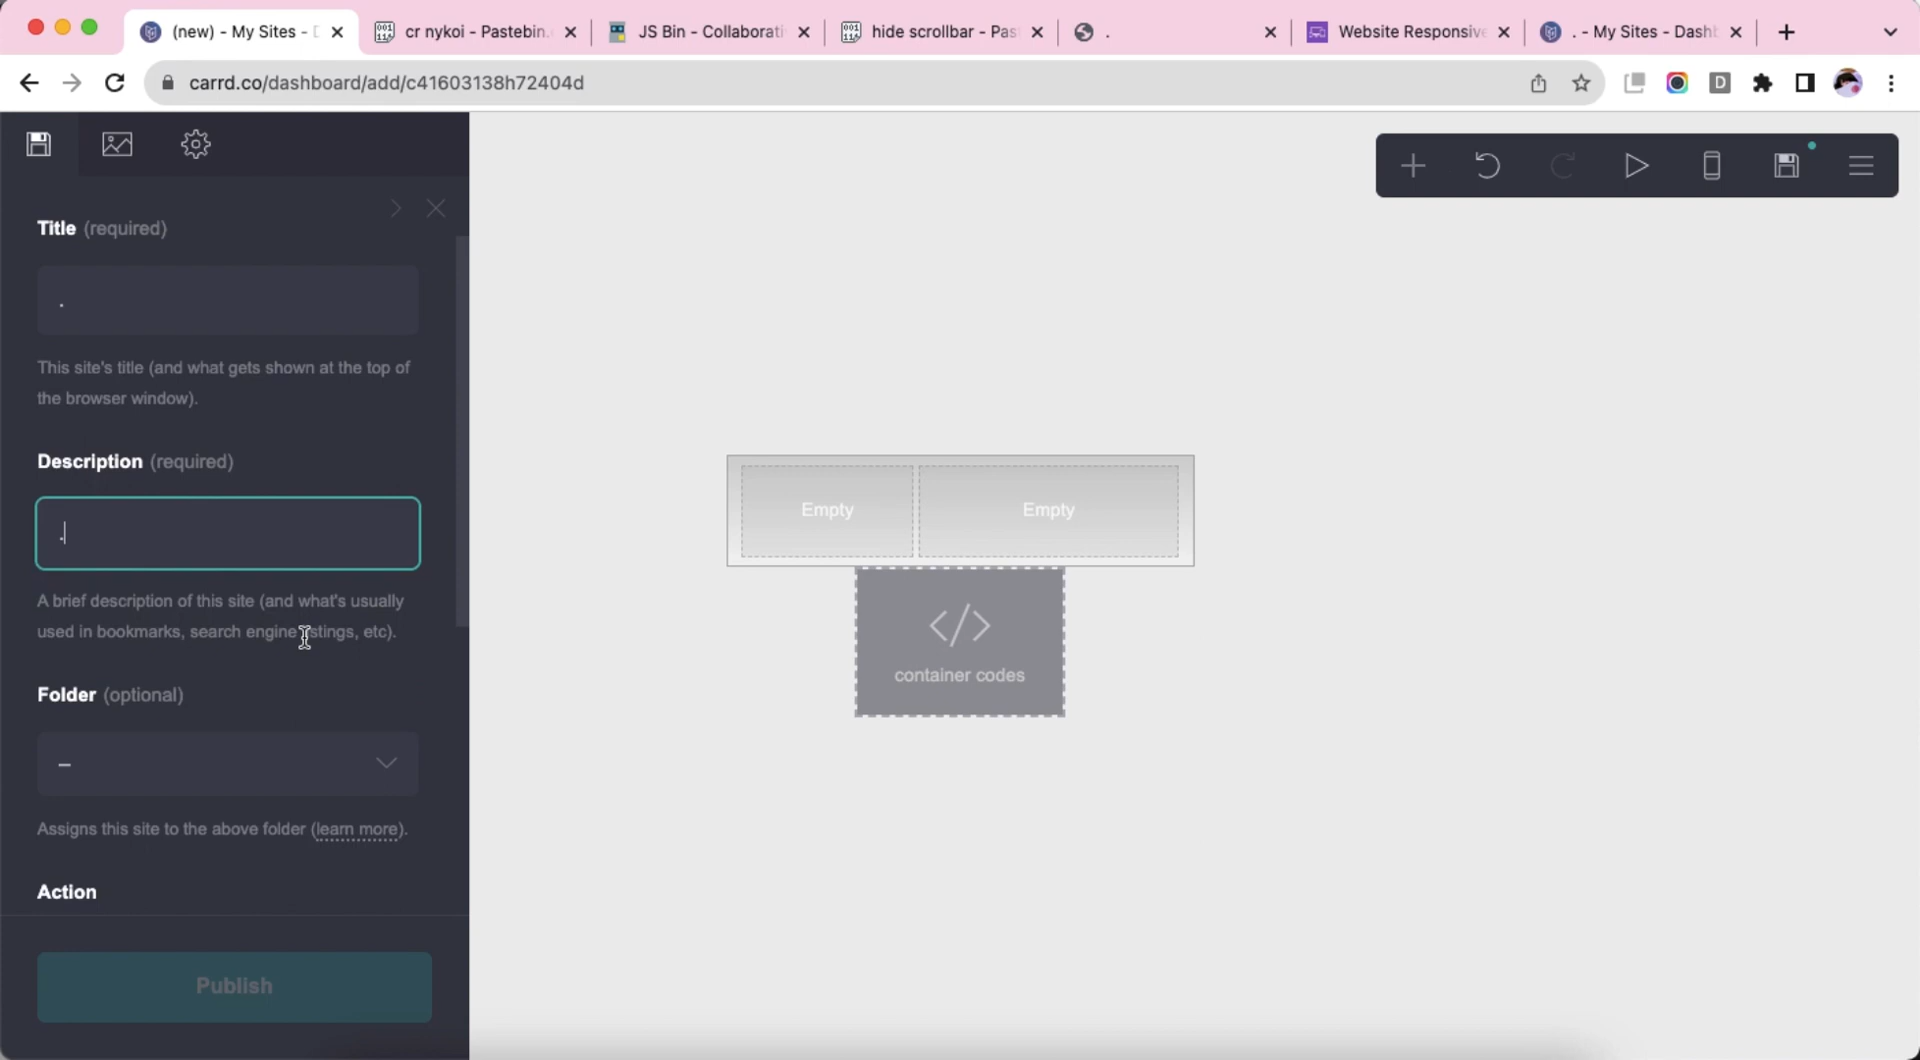 (new) - My Sites - D
cr nykoi - Pastebin.
JS Bin - Collaborati
hide scrollbar - Pas
.
Website Responsive
. - My Sites - Dashb
carrd.co/dashboard/add/c41603138h72404d
D
Title (required)
.
This site's title (and what gets shown at the top of
the browser window).
Description (required)
.
A brief description of this site (and what's usually
used in bookmarks, search engine listings, etc).
Folder (optional)
–
Assigns this site to the above folder (learn more).
Action
Publish
Empty
Empty
</>
container codes